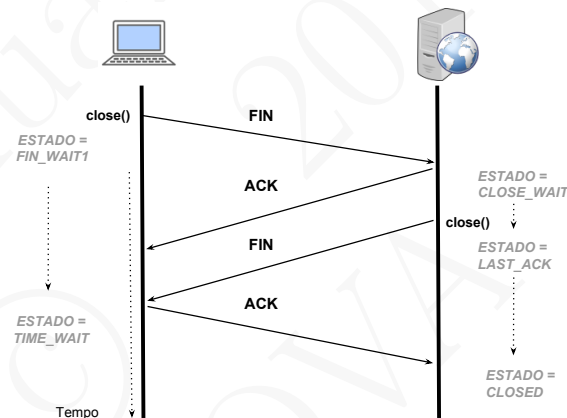 close()
FIN
ESTADO =
FIN_WAIT1
ACK
ESTADO =
CLOSE_WAIT
close()
FIN
ESTADO =
LAST_ACK
ACK
ESTADO =
TIME_WAIT
ESTADO =
CLOSED
Tempo